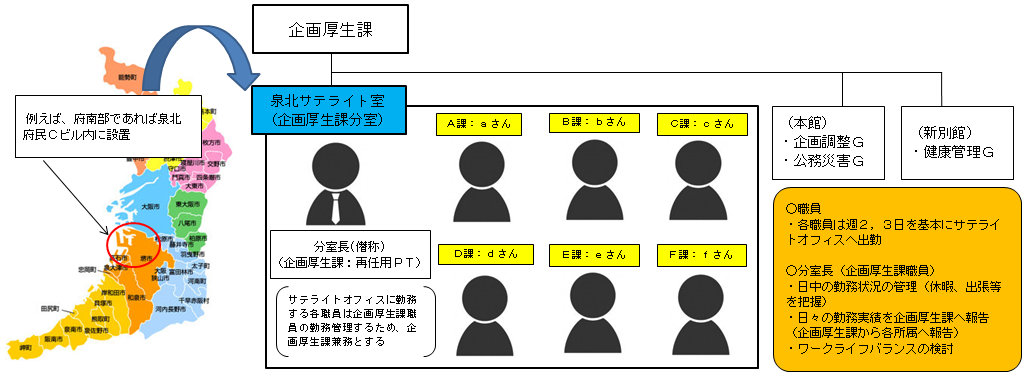 企画厚生課
例えば、府南部であれば泉北
府民Ｃビル内に設置
泉北サテライト室
（企画厚生課分室）
Ａ課：ａさん
Ｂ課：ｂさん
Ｃ課：ｃさん
Ｄ課：ｄさん
Ｅ課：ｅさん
Ｆ課：ｆさん
分室長（僭称）
（企画厚生課：再任用ＰＴ）
サテライトオフィスに勤務
する各職員は企画厚生課職
員の勤務管理するため、企
画厚生課兼務とする
（本館）
・企画調整Ｇ
・公務災害Ｇ
（新別館）
・健康管理Ｇ
〇職員
・各職員は週２，３日を基本にサテラ
イトオフィスへ出勤
〇分室長（企画厚生課職員）
・日中の勤務状況の管理（休暇、出張等
を把握）
・日々の勤務実績を企画厚生課へ報告
（企画厚生課から各所属へ報告）
・ワークライフバランスの検討
能勢町
枚方市
交野市
寝屋川市
守口市
門真市
四条畷市
大東市
大阪市
東大阪市
八尾市
柏原市
松原市
藤井寺市
羽曳野市
堺市
太子町
富田林市
河南町
大阪
狭山市
千早赤阪村
河内長野市
泉大津市
忠岡町
和泉市
岸和田市
貝塚市
田尻町
熊取町
泉佐野市
泉南市
阪南市
岬町